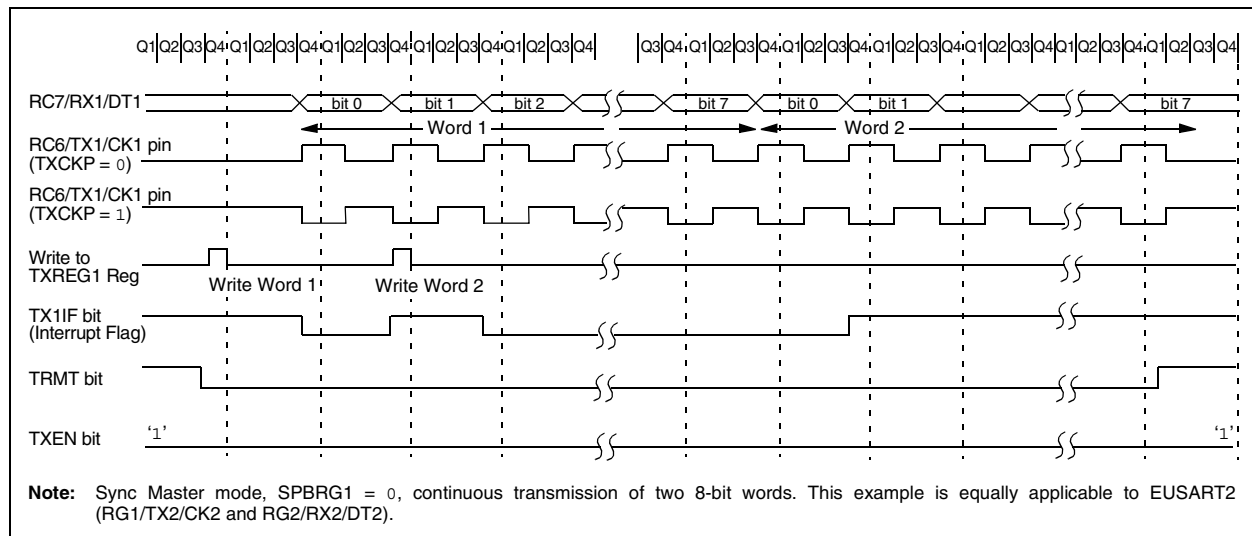 Q1 Q2 Q3 Q4 Q1 Q2 Q3 Q4 Q1 Q2 Q3 Q4 Q1 Q2 Q3 Q4 Q1 Q2 Q3 Q4 Q3 Q4 Q1 Q2 Q3 Q4 Q1 Q2 Q3 Q4 Q1 Q2 Q3 Q4 Q1 Q2 Q3 Q4 Q1 Q2 Q3 Q4 Q1 Q2 Q3 Q4
RC7/RX1/DT1 bit 0 bit 1 bit 2 bit 7 bit 0 bit 1 bit 7
Word 1 Word 2
RC6/TX1/CK1 pin
(TXCKP = 0)
RC6/TX1/CK1 pin
(TXCKP = 1)
Write to
TXREG1 Reg
Write Word 1 Write Word 2
TX1IF bit
(Interrupt Flag)
TRMT bit
TXEN bit '1' '1'
Note: Sync Master mode, SPBRG1 = 0, continuous transmission of two 8-bit words. This example is equally applicable to EUSART2
(RG1/TX2/CK2 and RG2/RX2/DT2).